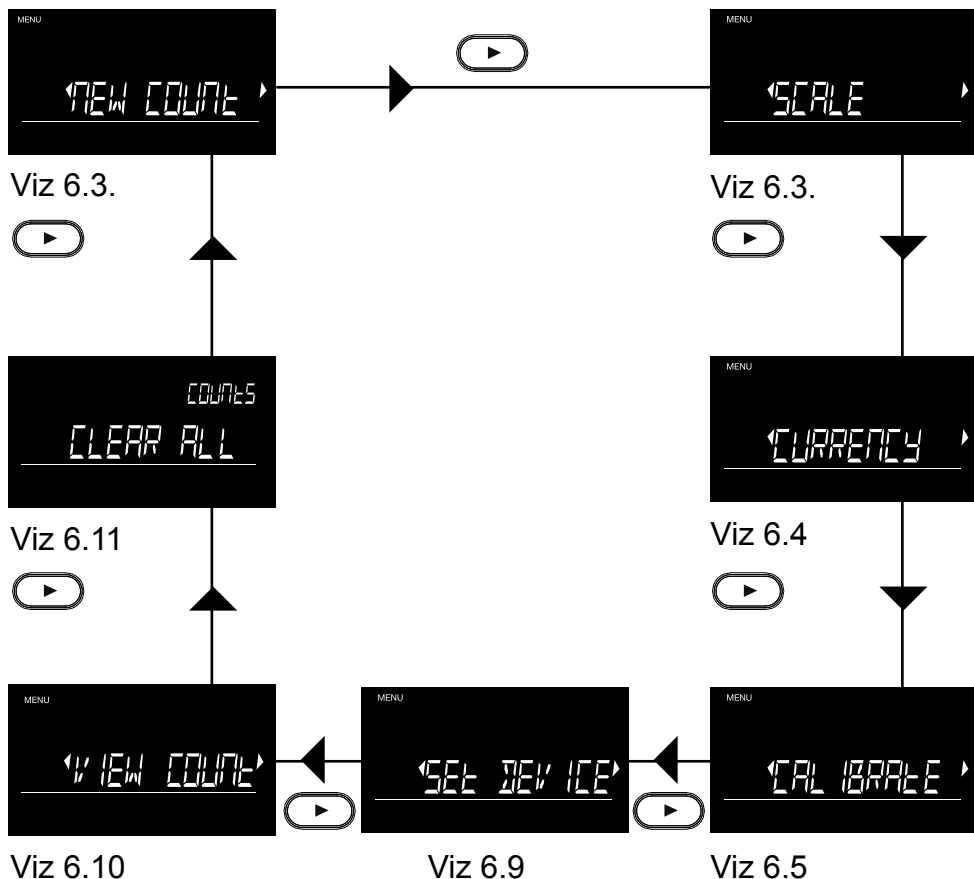 MENU
NEW COUNt
Viz 6.3.
MENU
SCALE
Viz 6.3.
COUNtS
CLEAR ALL
Viz 6.11
MENU
CURRENCY
Viz 6.4
MENU
VIEW COUNt
Viz 6.10
MENU
SEt DEVICE
Viz 6.9
MENU
CALIBRAtE
Viz 6.5